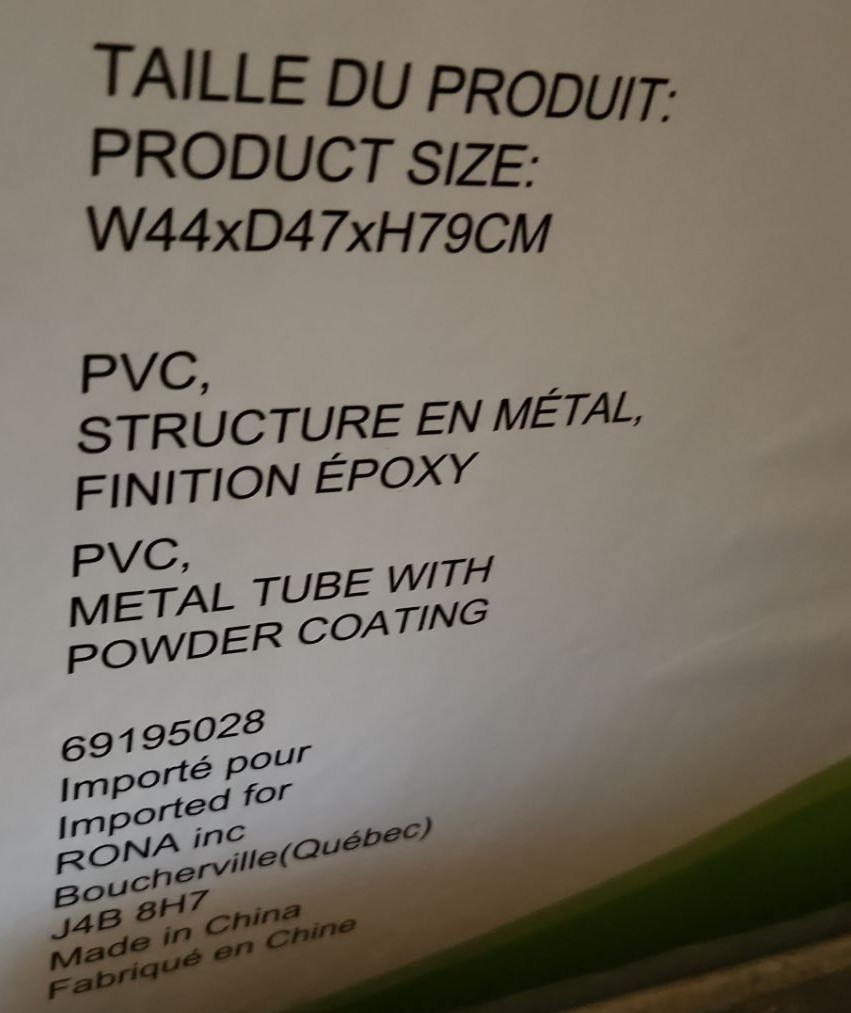 TAILLE DU PRODUIT:
PRODUCT SIZE:
W44xD47xH79CM
PVC,
STRUCTURE EN MÉTAL,
FINITION ÉPOXY
PVC,
METAL TUBE WITH
POWDER COATING
69195028
Importé pour
Imported for
RONA inc
Boucherville(Québec)
J4B 8H7
Made in China
Fabriqué en Chine